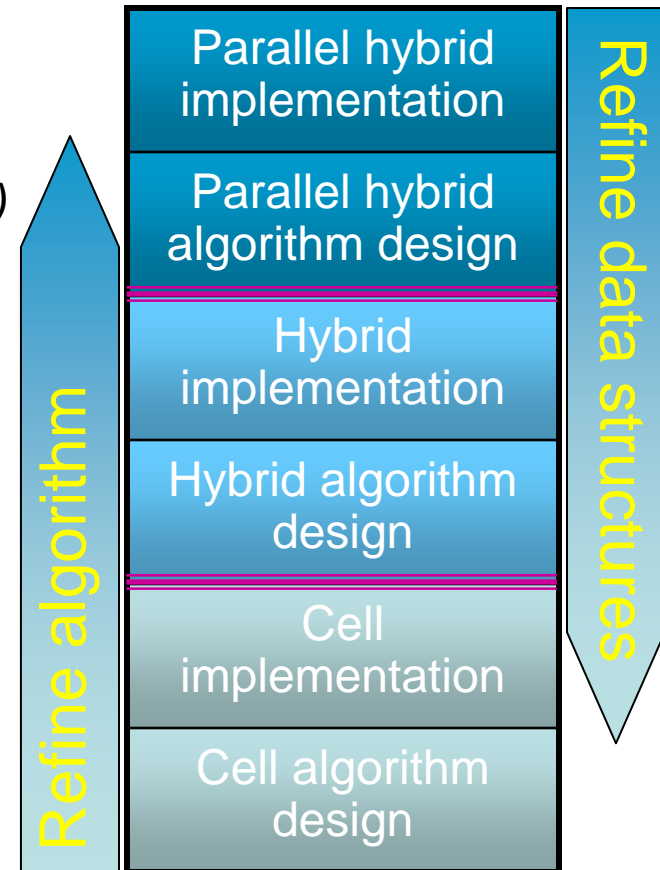 )
Parallel hybrid
implementation
Parallel hybrid
algorithm design
Hybrid
implementation
Hybrid algorithm
design
Cell
implementation
Cell algorithm
design
Refine algorithm
Refine data structures